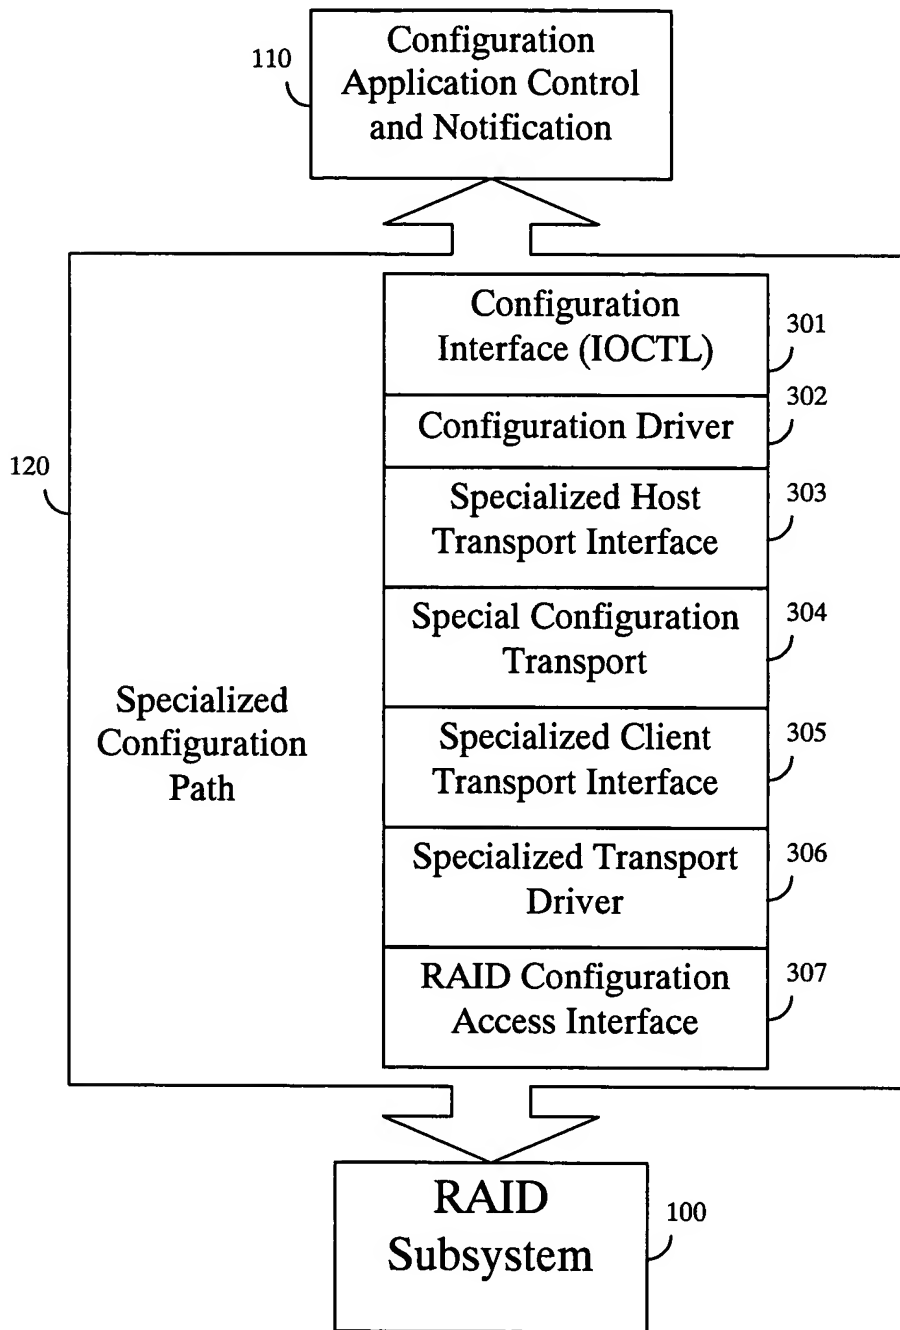 Configuration
Application Control
and Notification
110
Configuration
Interface (IOCTL)
301
Configuration Driver
302
120
Specialized Host
Transport Interface
303
Special Configuration
Transport
304
Specialized
Configuration
Path
Specialized Client
Transport Interface
305
Specialized Transport
Driver
306
RAID Configuration
Access Interface
307
RAID
Subsystem
100